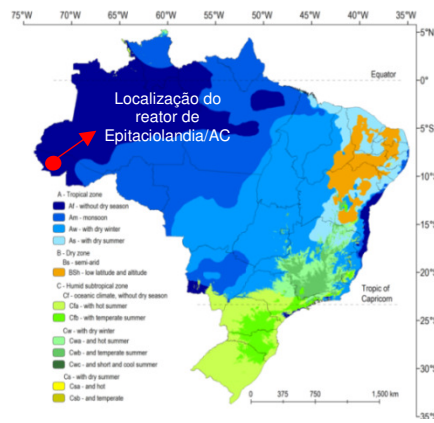 75°W 70°W 65°W 60°W 55°W 50°W 45°W 40°W 35°W
5°N
Equator
0°
Localização do
reator de
Epitaciolandia/AC
5°S
10°S
A - Tropical zone
Af - without dry season
Am - monsoon
Aw - with dry winter
As - with dry summer
B - Dry zone
Bs - semi-arid
BSh - low latitude and altitude
C - Humid subtropical zone
Cf - oceanic climate, without dry season
Cfa - with hot summer
Cfb - with temperate summer
Cw - with dry winter
Cwa - and hot summer
Cwb - and temperate summer
Cwc - and short and cool summer
Cs - with dry summer
Csa - and hot
Csb - and temperate
15°S
20°S
Tropic of
Capricorn
25°S
30°S
0 375 750 1,500 km
35°S